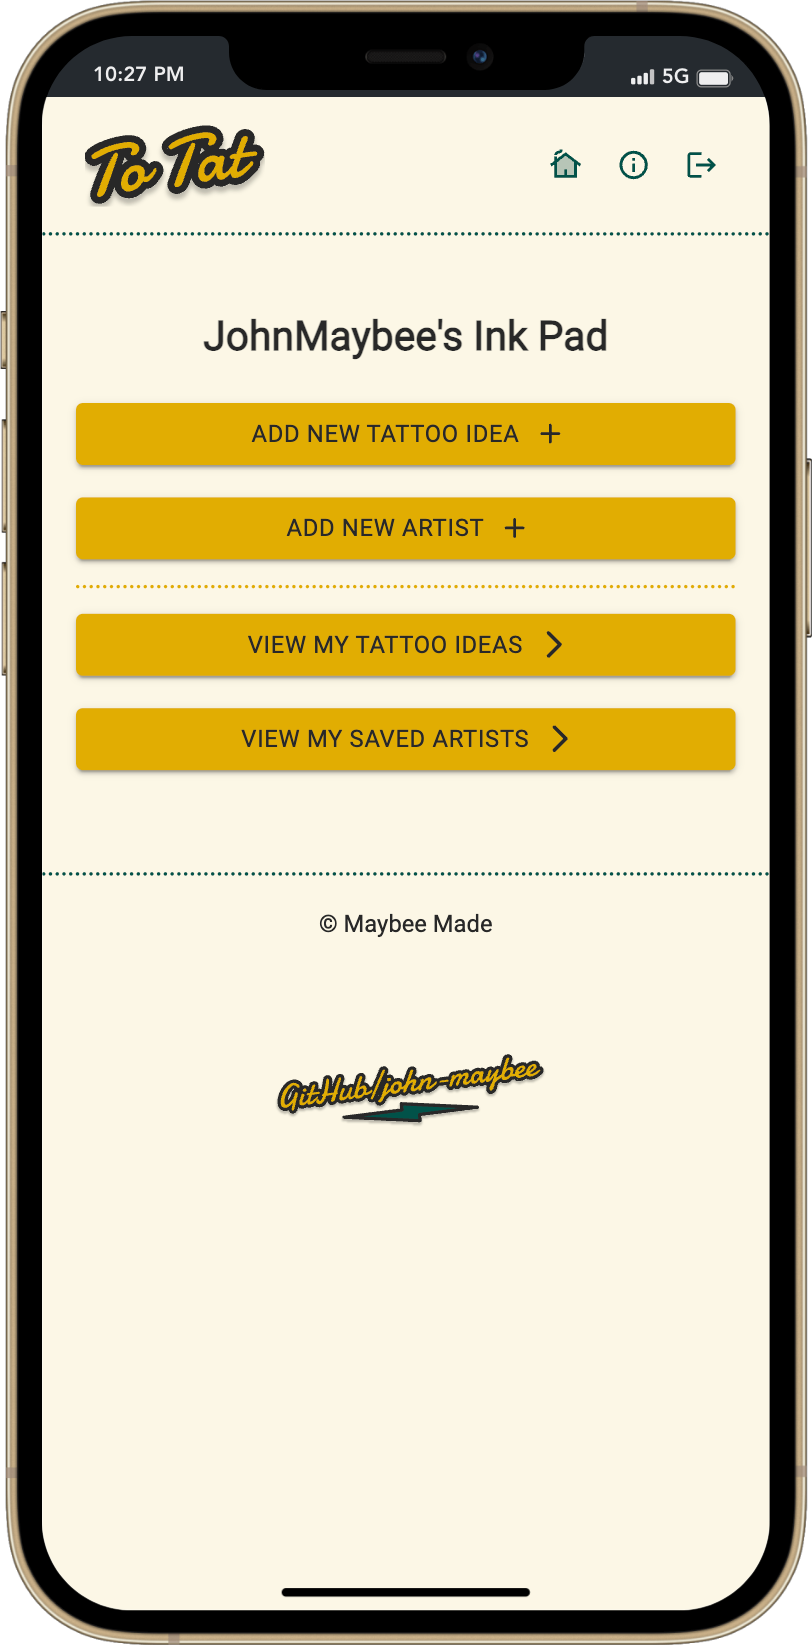 10:27 PM 5G
To Tat
JohnMaybee's Ink Pad
ADD NEW TATTOO IDEA +
ADD NEW ARTIST +
VIEW MY TATTOO IDEAS
VIEW MY SAVED ARTISTS
© Maybee Made
GitHub/john-maybee